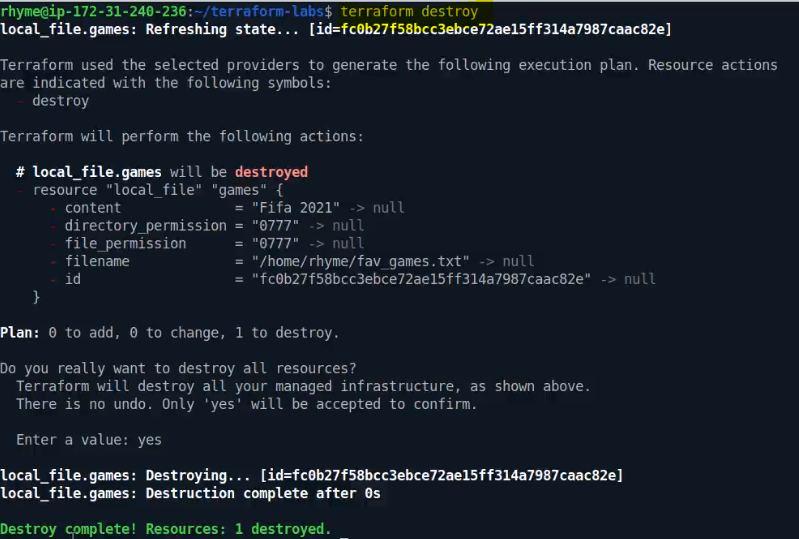 rhyme@ip-172-31-240-236:~/terraform-labs$ terraform destroy
local_file.games: Refreshing state... [id=fc0b27f58bcc3ebce72ae15ff314a7987caac82e]
Terraform used the selected providers to generate the following execution plan. Resource actions
are indicated with the following symbols:
- destroy
Terraform will perform the following actions:
# local_file.games will be destroyed
- resource "local_file" "games" {
- content = "Fifa 2021" -> null
- directory_permission = "0777" -> null
- file_permission = "0777" -> null
- filename = "/home/rhyme/fav_games.txt" -> null
- id = "fc0b27f58bcc3ebce72ae15ff314a7987caac82e" -> null
}
Plan: 0 to add, 0 to change, 1 to destroy.
Do you really want to destroy all resources?
Terraform will destroy all your managed infrastructure, as shown above.
There is no undo. Only 'yes' will be accepted to confirm.
Enter a value: yes
local_file.games: Destroying... [id=fc0b27f58bcc3ebce72ae15ff314a7987caac82e]
local_file.games: Destruction complete after 0s
Destroy complete! Resources: 1 destroyed.